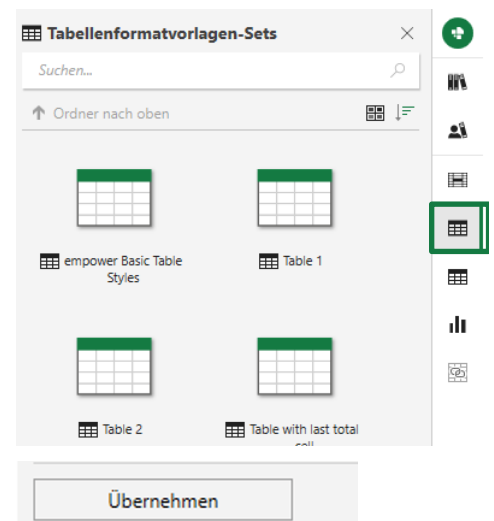 Tabellenformatvorlagen-Sets
Suchen...
Ordner nach oben
empower Basic Table
Styles
Table 1
Table 2
Table with last total
cell
Übernehmen